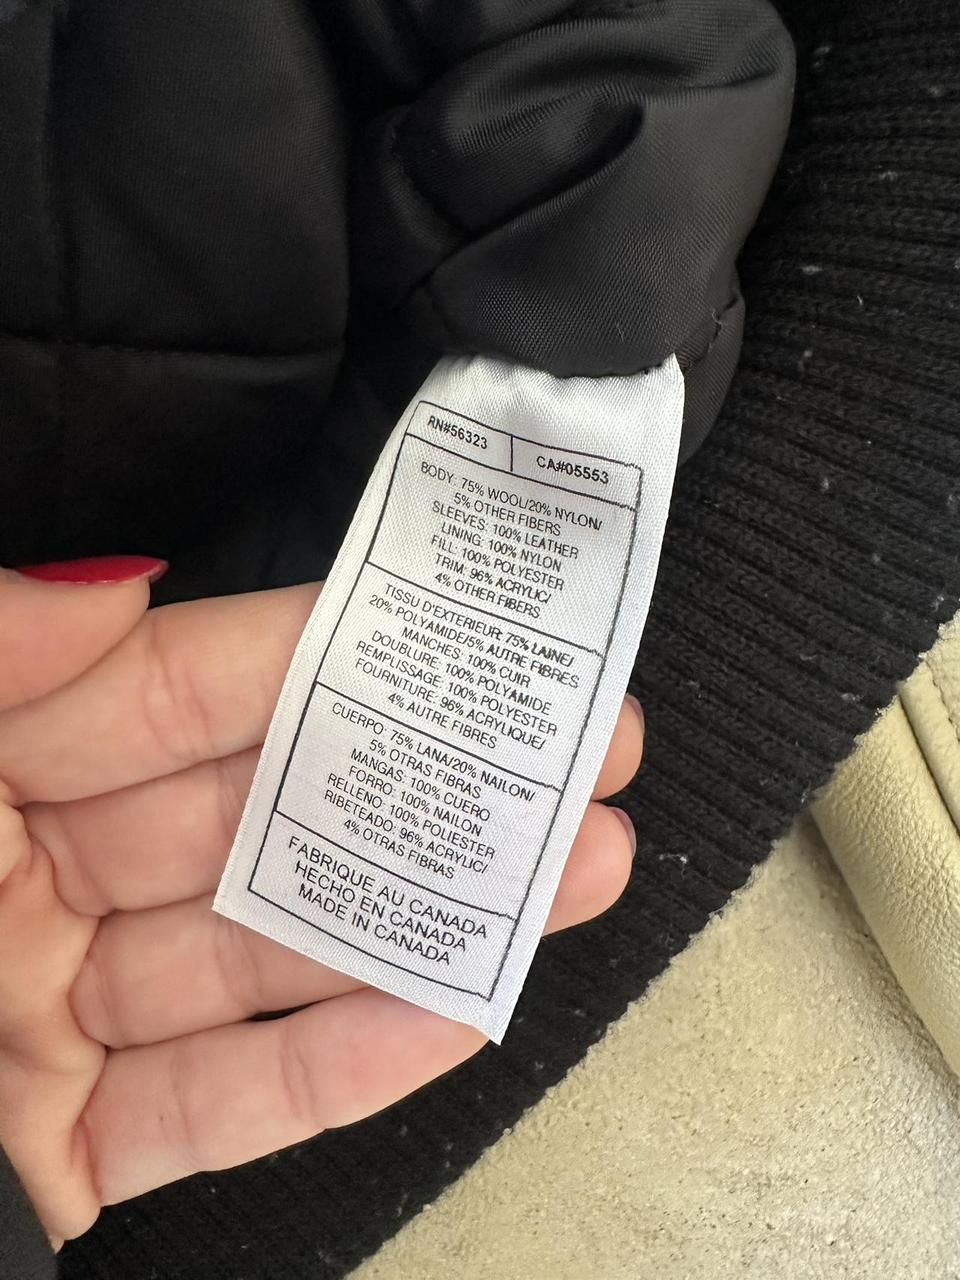 RN#56323
CA#05553
BODY: 75% WOOL/20% NYLON/
5% OTHER FIBERS
SLEEVES: 100% LEATHER
LINING: 100% NYLON
FILL: 100% POLYESTER
TRIM: 96% ACRYLIC/
4% OTHER FIBERS
TISSU D'EXTERIEUR: 75% LAINE/
20% POLYAMIDE/5% AUTRE FIBRES
MANCHES: 100% CUIR
DOUBLURE: 100% POLYAMIDE
REMPLISSAGE: 100% POLYESTER
FOURNITURE: 96% ACRYLIQUE/
4% AUTRE FIBRES
CUERPO: 75% LANA/20% NAILON/
5% OTRAS FIBRAS
MANGAS: 100% CUERO
FORRO: 100% NAILON
RELLENO: 100% POLIESTER
RIBETEADO: 96% ACRYLIC/
4% OTRAS FIBRAS
FABRIQUE AU CANADA
HECHO EN CANADA
MADE IN CANADA